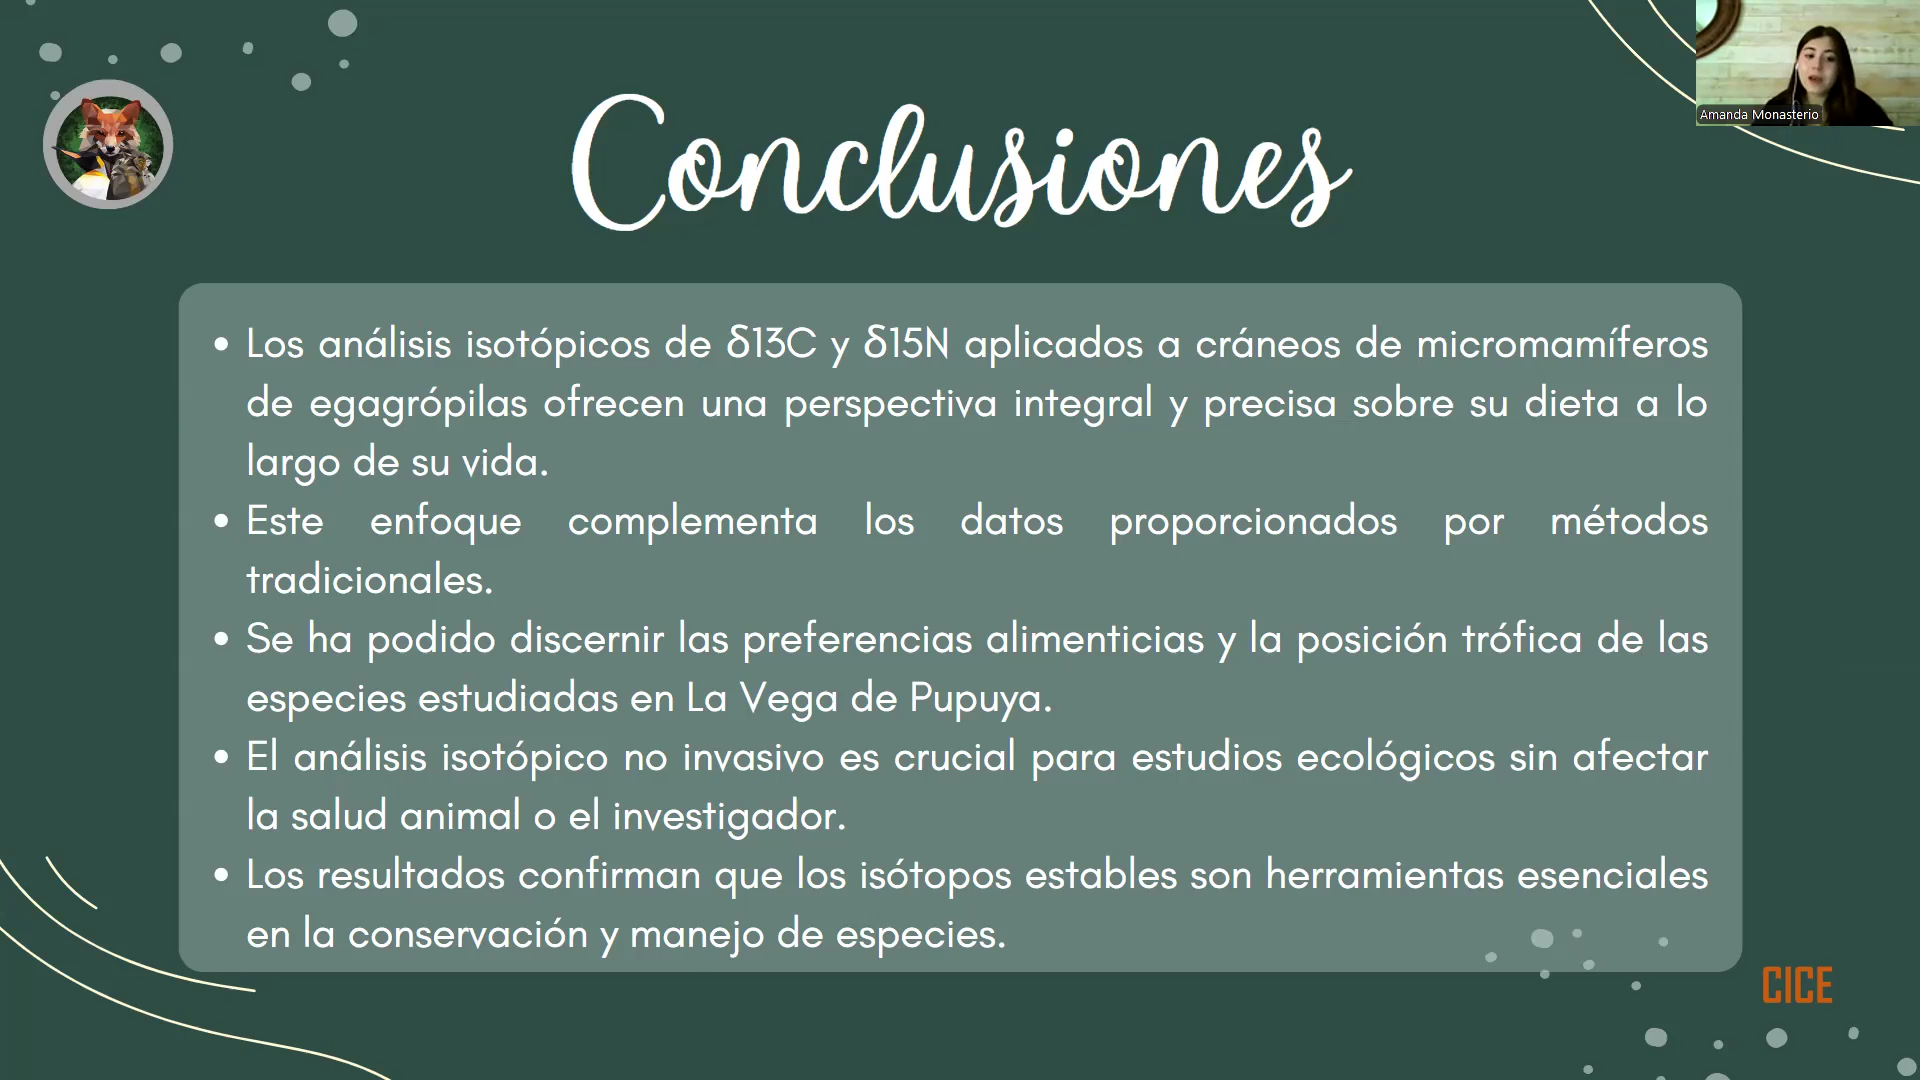 Amanda Monasterio
Conclusiones
• Los análisis isotópicos de δ13C y δ15N aplicados a cráneos de micromamíferos
de egagrópilas ofrecen una perspectiva integral y precisa sobre su dieta a lo
largo de su vida.
• Este enfoque complementa los datos proporcionados por métodos
tradicionales.
• Se ha podido discernir las preferencias alimenticias y la posición trófica de las
especies estudiadas en La Vega de Pupuya.
• El análisis isotópico no invasivo es crucial para estudios ecológicos sin afectar
la salud animal o el investigador.
• Los resultados confirman que los isótopos estables son herramientas esenciales
en la conservación y manejo de especies.
CICE